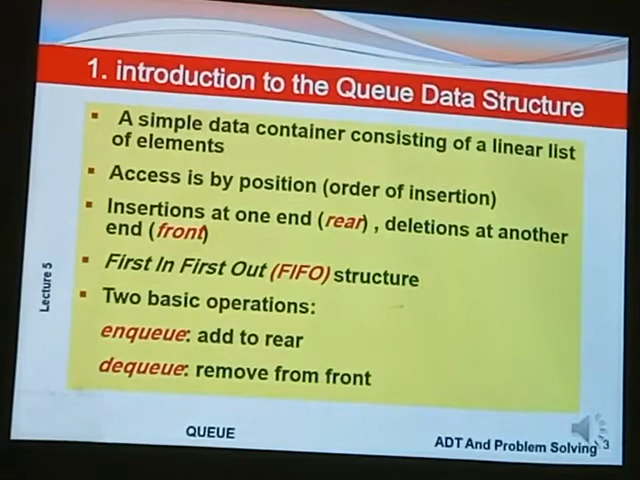 1. introduction to the Queue Data Structure
▪ A simple data container consisting of a linear list
of elements
▪ Access is by position (order of insertion)
▪ Insertions at one end (rear) , deletions at another
end (front)
▪ First In First Out (FIFO) structure
▪ Two basic operations:
enqueue: add to rear
dequeue: remove from front
Lecture 5
QUEUE
ADT And Problem Solving
3